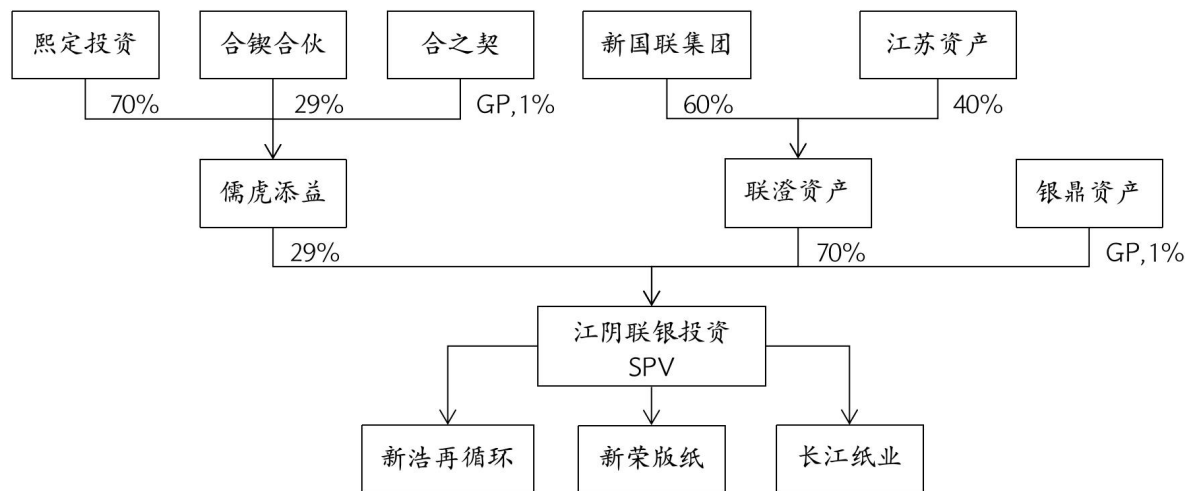 熙定投资
合锲合伙
合之契
新国联集团
江苏资产
70%
29%
GP,1%
60%
40%
儒虎添益
联澄资产
银鼎资产
29%
70%
GP,1%
江阴联银投资
SPV
新浩再循环
新荣版纸
长江纸业